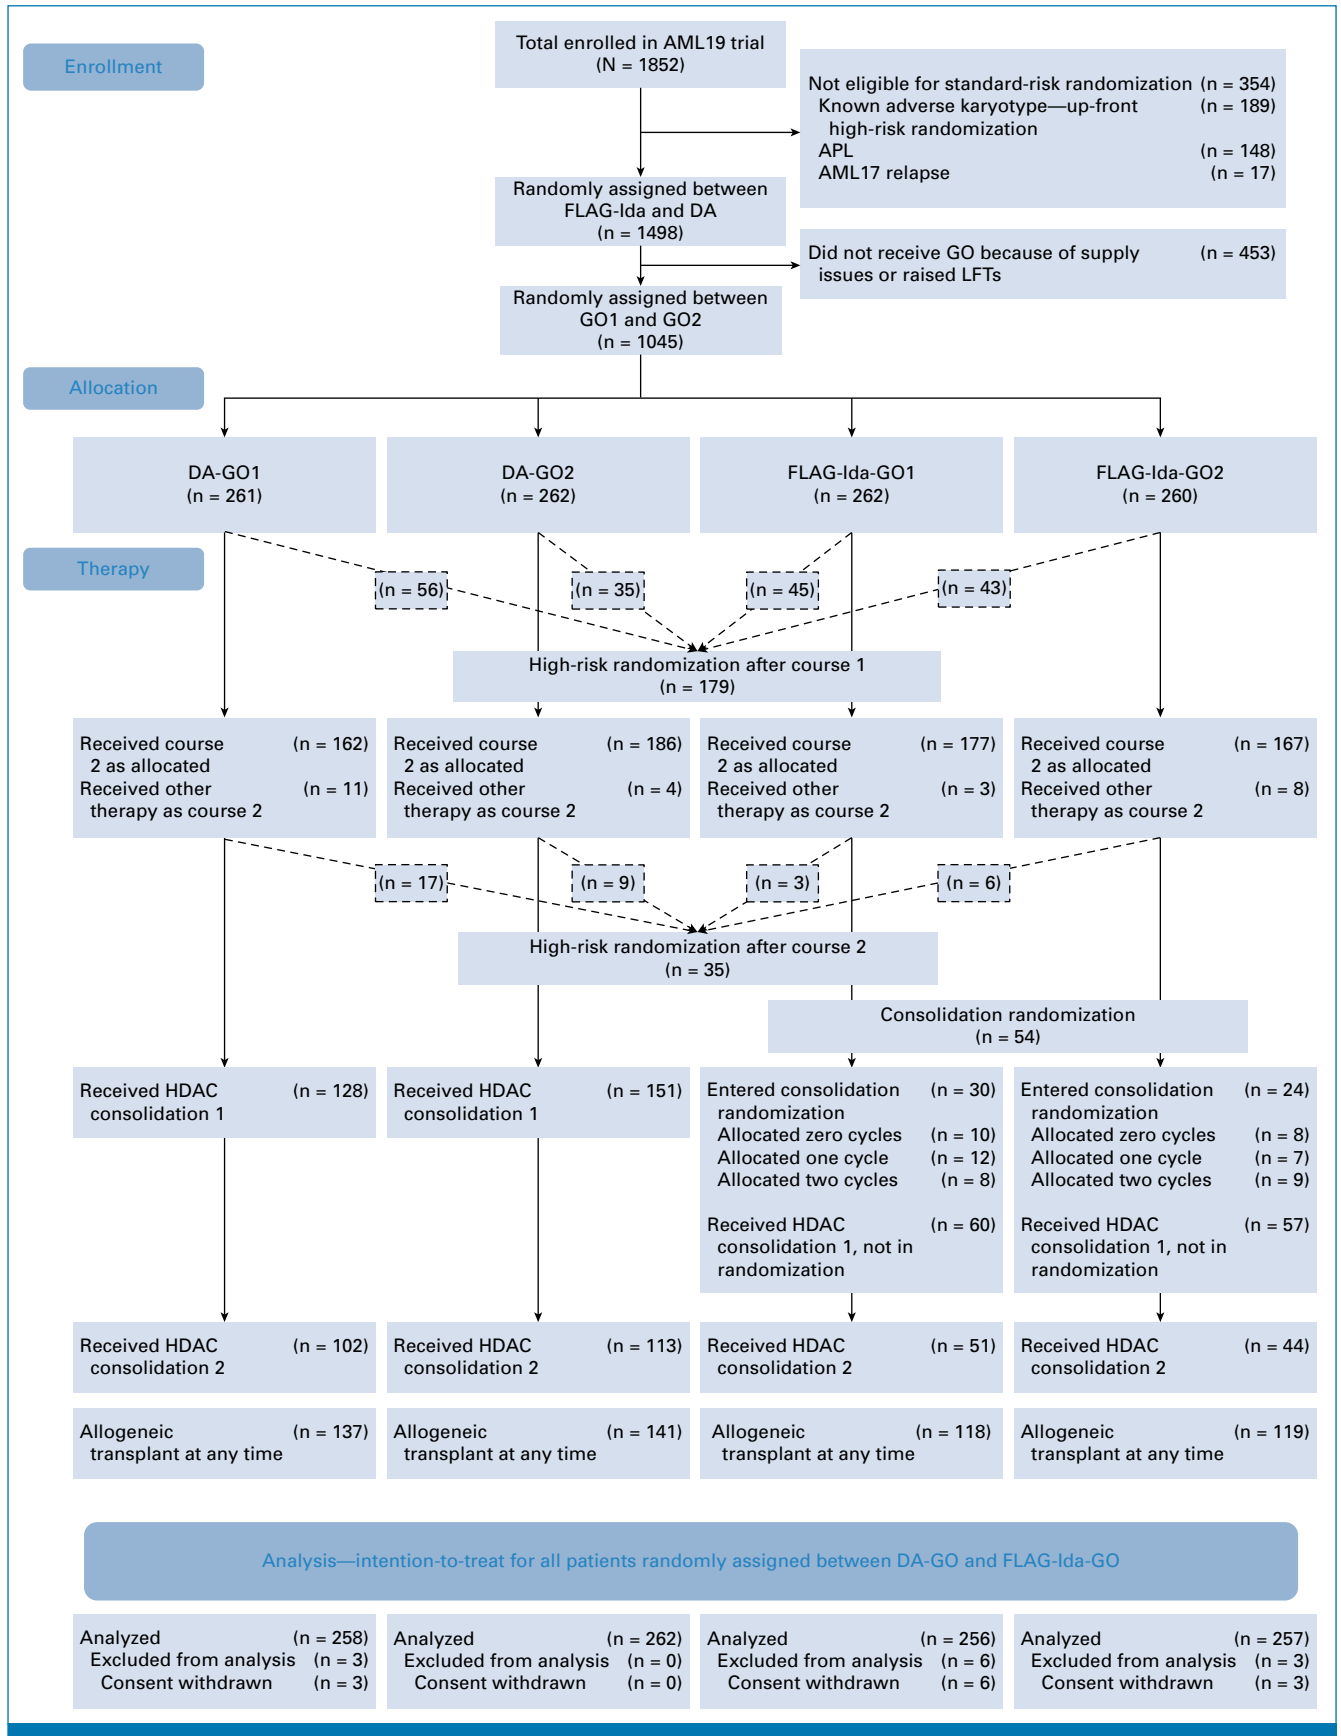 Enrollment
Total enrolled in AML19 trial
(N = 1852)
Not eligible for standard-risk randomization (n = 354)
Known adverse karyotype—up-front (n = 189)
high-risk randomization
APL (n = 148)
AML17 relapse (n = 17)
Randomly assigned between
FLAG-Ida and DA
(n = 1498)
Did not receive GO because of supply (n = 453)
issues or raised LFTs
Randomly assigned between
GO1 and GO2
(n = 1045)
Allocation
DA-GO1
(n = 261)
DA-GO2
(n = 262)
FLAG-Ida-GO1
(n = 262)
FLAG-Ida-GO2
(n = 260)
Therapy
(n = 56)
(n = 35)
(n = 45)
(n = 43)
High-risk randomization after course 1
(n = 179)
Received course (n = 162)
2 as allocated
Received other (n = 11)
therapy as course 2
Received course (n = 186)
2 as allocated
Received other (n = 4)
therapy as course 2
Received course (n = 177)
2 as allocated
Received other (n = 3)
therapy as course 2
Received course (n = 167)
2 as allocated
Received other (n = 8)
therapy as course 2
(n = 17)
(n = 9)
(n = 3)
(n = 6)
High-risk randomization after course 2
(n = 35)
Consolidation randomization
(n = 54)
Received HDAC (n = 128)
consolidation 1
Received HDAC (n = 151)
consolidation 1
Entered consolidation (n = 30)
randomization
Allocated zero cycles (n = 10)
Allocated one cycle (n = 12)
Allocated two cycles (n = 8)
Received HDAC (n = 60)
consolidation 1, not in
randomization
Entered consolidation (n = 24)
randomization
Allocated zero cycles (n = 8)
Allocated one cycle (n = 7)
Allocated two cycles (n = 9)
Received HDAC (n = 57)
consolidation 1, not in
randomization
Received HDAC (n = 102)
consolidation 2
Received HDAC (n = 113)
consolidation 2
Received HDAC (n = 51)
consolidation 2
Received HDAC (n = 44)
consolidation 2
Allogeneic (n = 137)
transplant at any time
Allogeneic (n = 141)
transplant at any time
Allogeneic (n = 118)
transplant at any time
Allogeneic (n = 119)
transplant at any time
Analysis—intention-to-treat for all patients randomly assigned between DA-GO and FLAG-Ida-GO
Analyzed (n = 258)
Excluded from analysis (n = 3)
Consent withdrawn (n = 3)
Analyzed (n = 262)
Excluded from analysis (n = 0)
Consent withdrawn (n = 0)
Analyzed (n = 256)
Excluded from analysis (n = 6)
Consent withdrawn (n = 6)
Analyzed (n = 257)
Excluded from analysis (n = 3)
Consent withdrawn (n = 3)